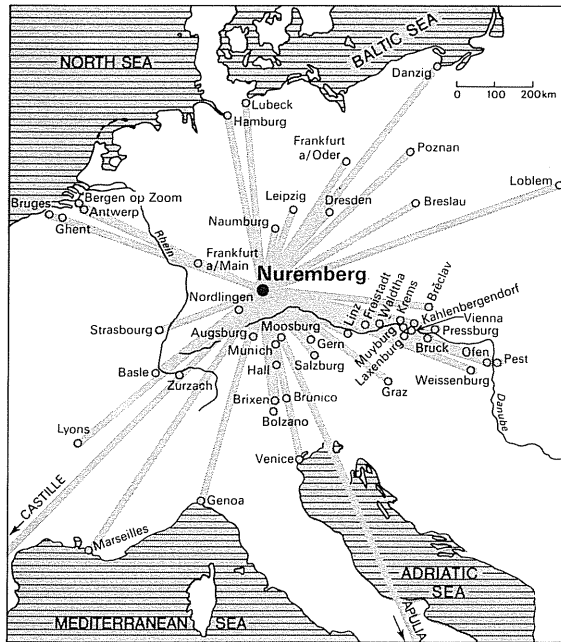 NORTH SEA
BALTIC SEA
Danzig
0 100 200km
Lubeck
Hamburg
Frankfurt
a/Oder
Poznan
Loblem
Leipzig
Dresden
Breslau
Naumburg
Bergen op Zoom
Bruges
Antwerp
Ghent
Rhein
Frankfurt
a/Main
Nuremberg
Nordlingen
Linz
Freistadt
Waidtha
Krems
Břeclav
Kahlenbergendorf
Vienna
Strasbourg
Augsburg
Moosburg
Gern
Muyburg
Laxenburg
Pressburg
Bruck
Munich
Salzburg
Ofen
Pest
Hall
Weissenburg
Basle
Zurzach
Graz
Brixen
Brunico
Bolzano
Danube
Lyons
Venice
CASTILLE
Genoa
Marseilles
ADRIATIC
SEA
APULIA
MEDITERRANEAN SEA